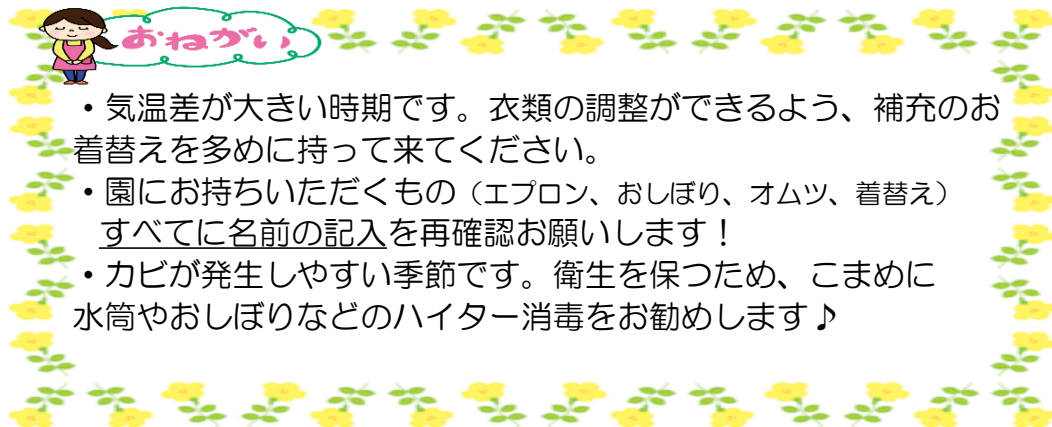 おねがい
・気温差が大きい時期です。衣類の調整ができるよう、補充のお
着替えを多めに持って来てください。
・園にお持ちいただくもの（エプロン、おしぼり、オムツ、着替え）
すべてに名前の記入を再確認お願いします！
・カビが発生しやすい季節です。衛生を保つため、こまめに
水筒やおしぼりなどのハイター消毒をお勧めします♪